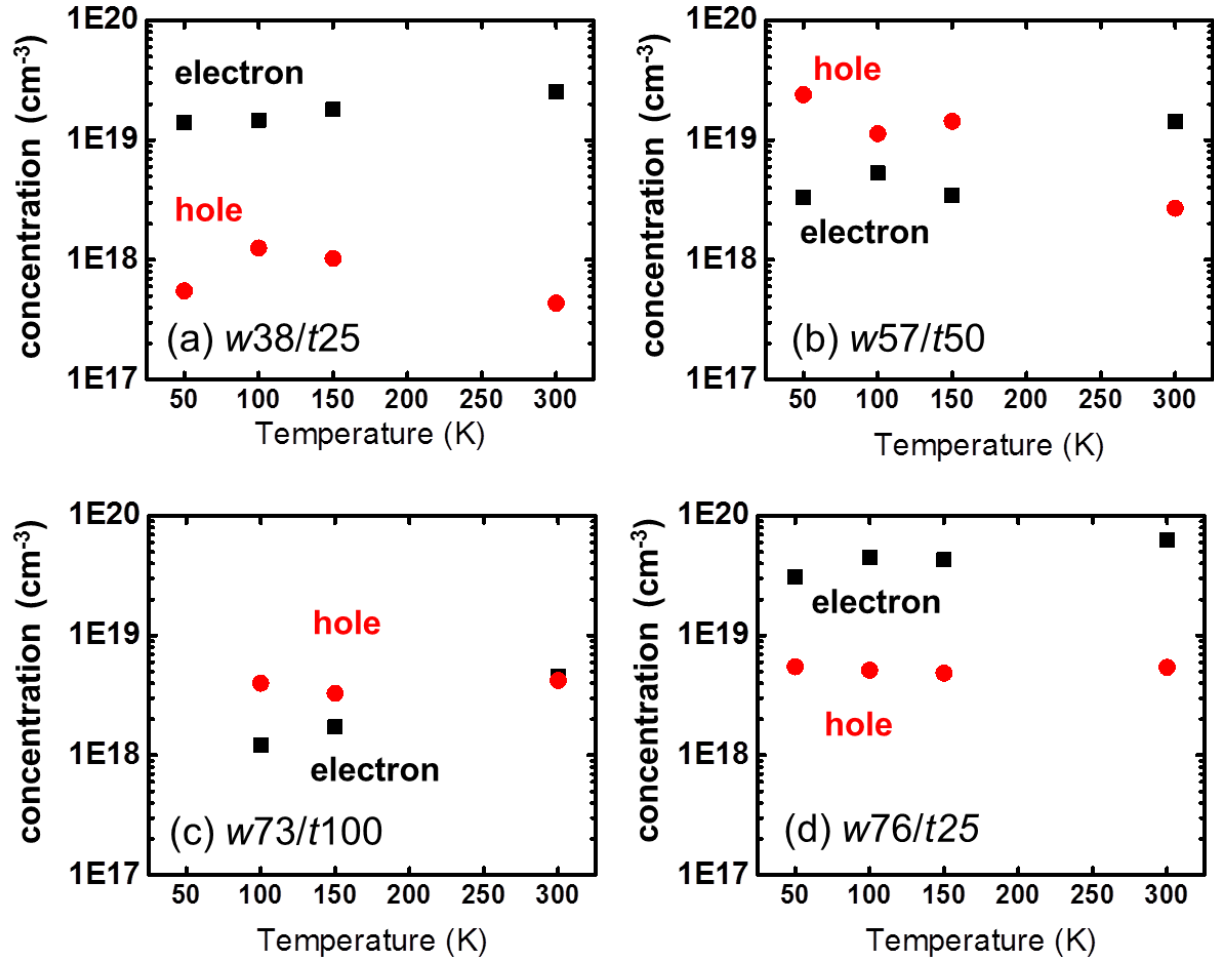 concentration (cm-3)
1E20
1E19
1E18
1E17
electron
hole
(a) w38/t25
50 100 150 200 250 300
Temperature (K)
concentration (cm-3)
1E20
1E19
1E18
1E17
hole
electron
(b) w57/t50
50 100 150 200 250 300
Temperature (K)
concentration (cm-3)
1E20
1E19
1E18
1E17
hole
electron
(c) w73/t100
50 100 150 200 250 300
Temperature (K)
concentration (cm-3)
1E20
1E19
1E18
1E17
electron
hole
(d) w76/t25
50 100 150 200 250 300
Temperature (K)